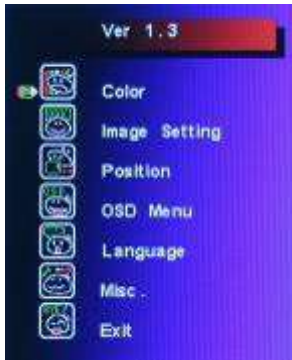 Ver 1.3
Color
Image Setting
Position
OSD Menu
Language
Misc.
Exit